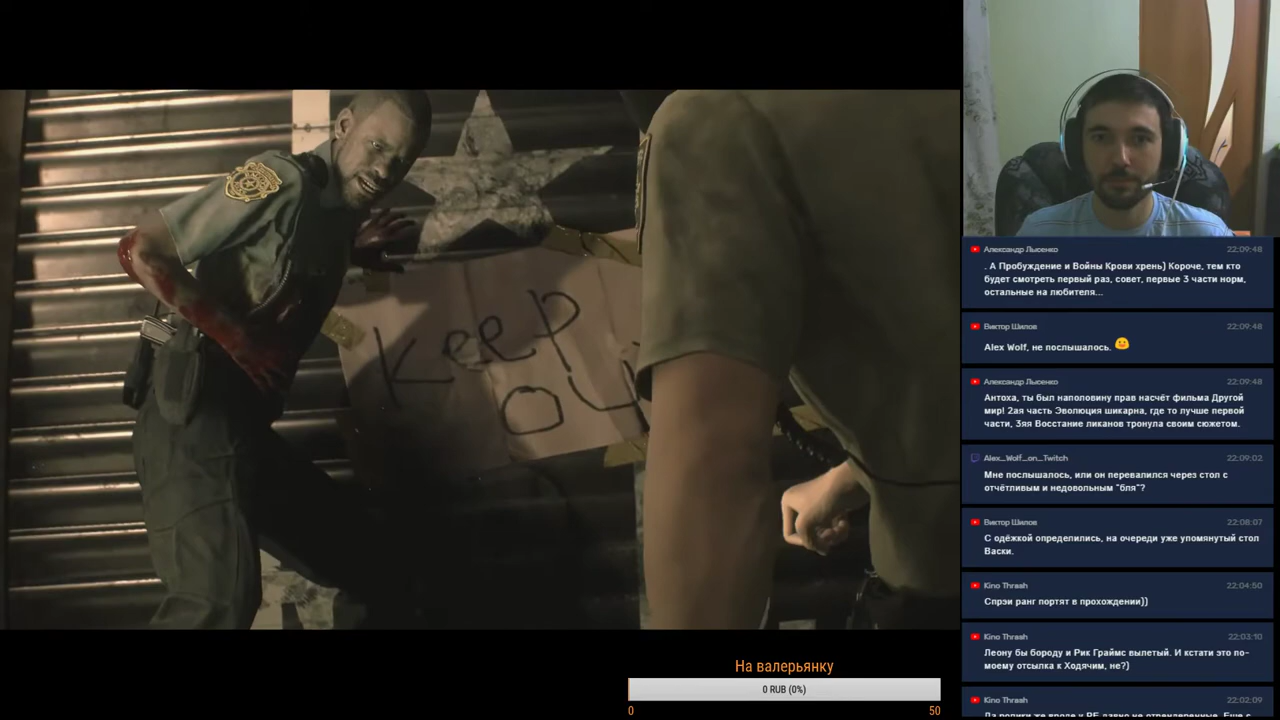 Keep
Александр Лысенко 22:09:48
. А Пробуждение и Войны Крови хрень) Короче, тем кто
будет смотреть первый раз, совет, первые 3 части норм,
остальные на любителя...
Виктор Шилов 22:09:48
Alex Wolf, не послышалось.
Александр Лысенко 22:09:48
Антоха, ты был наполовину прав насчёт фильма Другой
мир! 2ая часть Эволюция шикарна, где то лучше первой
части, 3яя Восстание ликанов тронула своим сюжетом.
Alex_Wolf_on_Twitch 22:09:02
Мне послышалось, или он перевалился через стол с
отчётливым и недовольным "бля"?
Виктор Шилов 22:08:07
С одёжкой определились, на очереди уже упомянутый стол
Васки.
Kino Thrash 22:04:50
Спрэи ранг портят в прохождении))
Kino Thrash 22:03:10
Леону бы бороду и Рик Граймс вылетый. И кстати это по-
моему отсылка к Ходячим, не?)
Kino Thrash 22:02:09
На валерьянку
0 RUB (0%)
0 50